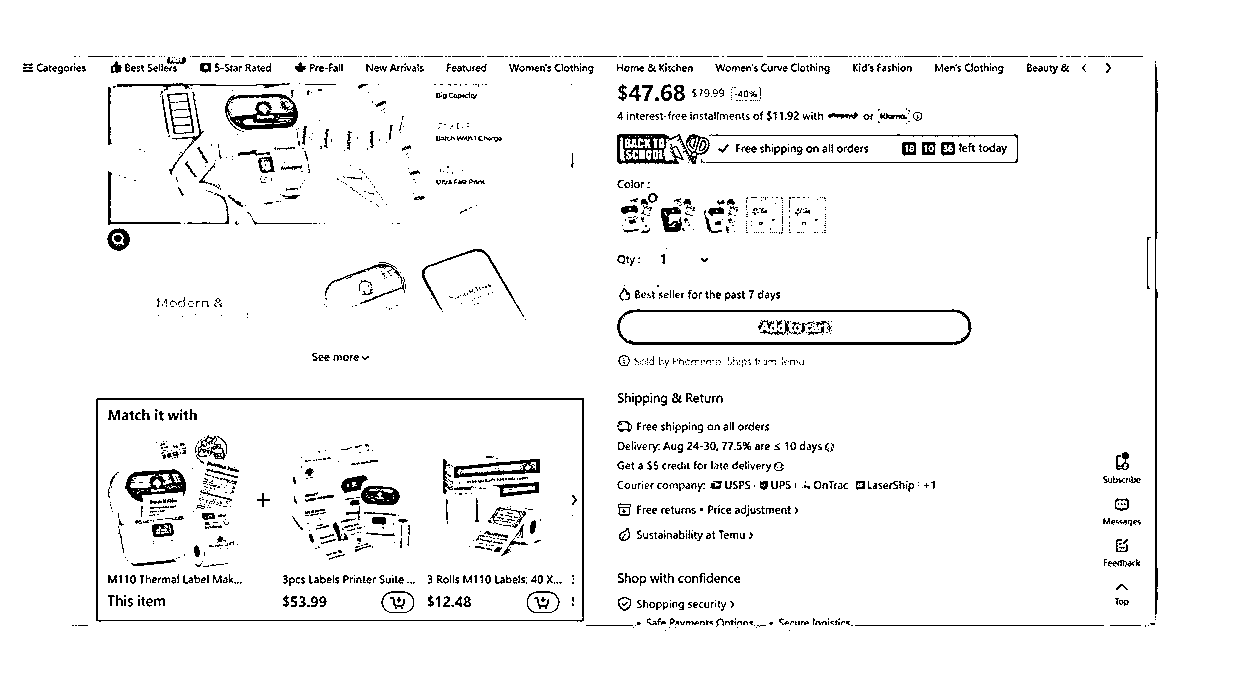 Categories
Best Sellers
HOT
5-Star Rated
Pre-Fall
New Arrivals
Featured
Women's Clothing
Home & Kitchen
Women's Curve Clothing
Kid's Fashion
Men's Clothing
Beauty &
Big Capacity
Batch With 1 Charge
Ultra Fast Print
Modern &
See more
Match it with
M110 Thermal Label Mak...
This item
3pcs Labels Printer Suite ...
$53.99
3 Rolls M110 Labels, 40 X...
$12.48
$47.68 $79.99 -40%
4 interest-free installments of $11.92 with or Klarna
BACK TO SCHOOL
Free shipping on all orders
18 10 36 left today
Color :
Qty : 1
Best seller for the past 7 days
Add to cart
Sold by Phomemo. Ships from Temu
Shipping & Return
Free shipping on all orders
Delivery: Aug 24-30, 77.5% are ≤ 10 days
Get a $5 credit for late delivery
Courier company: USPS UPS OnTrac LaserShip +1
Free returns • Price adjustment
Sustainability at Temu
Shop with confidence
Shopping security
• Safe Payments Options • Secure logistics
Subscribe
Messages
Feedback
Top